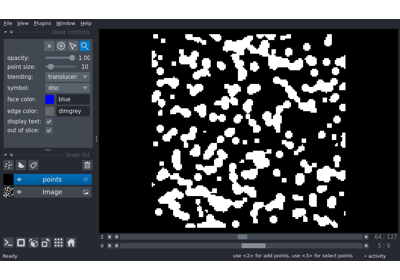 File View Plugins Window Help
layer controls
opacity: 1.00
point size: 10
blending: translucen
symbol: disc
face color: blue
edge color: dimgrey
display text:
out of slice:
layer list
points
Image
2 64 127
0 5 9
Ready use <2> for add points, use <3> for select points activity